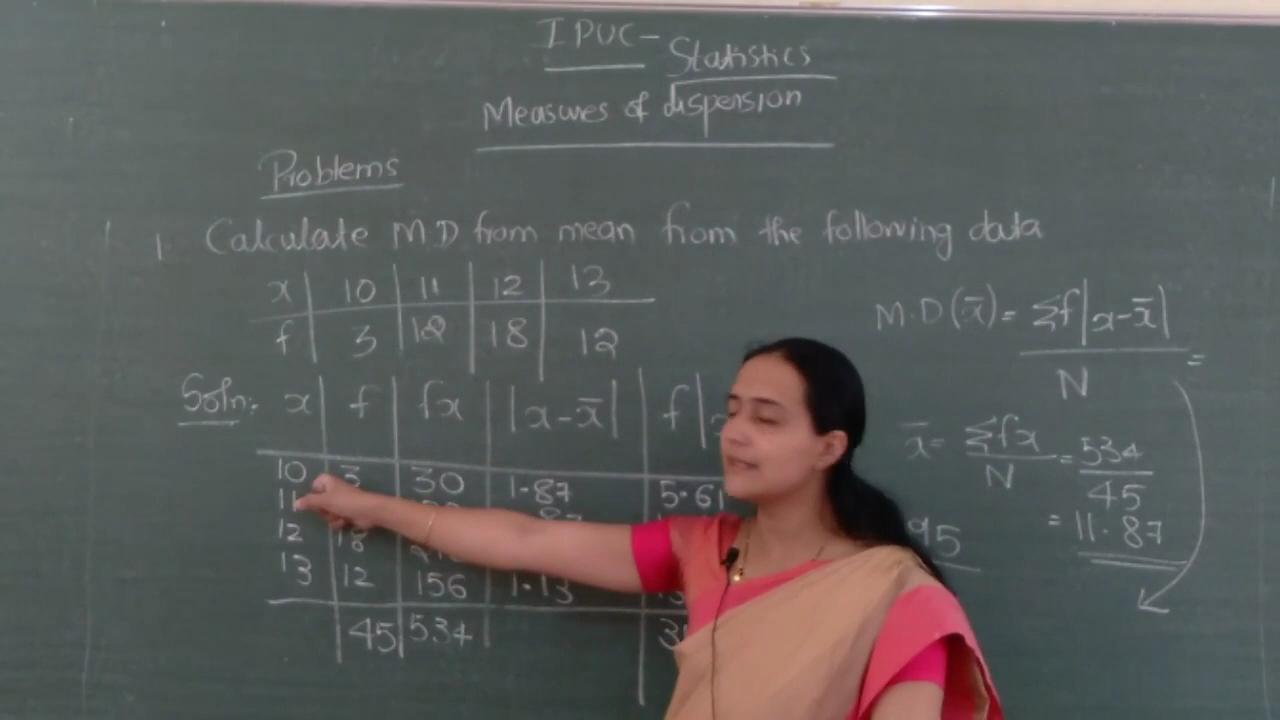 I PUC - Statistics
Measures of dispersion
Problems
1 Calculate M.D from mean from the following data
x 10 11 12 13
f 3 12 18 12
M.D(x̄) = Σf|x-x̄| / N =
Soln: x f fx |x-x̄| f|
x̄ = Σfx / N = 534 / 45
= 11.87
10 3 30 1.87 5.61
11
12 18
13 12 156 1.13
45 534
95